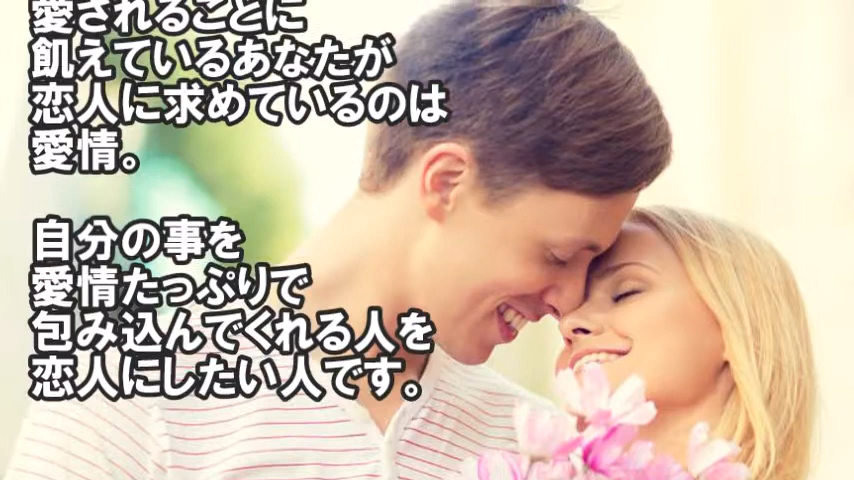 愛されることに
飢えているあなたが
恋人に求めているのは
愛情。
自分の事を
愛情たっぷりで
包み込んでくれる人を
恋人にしたい人です。